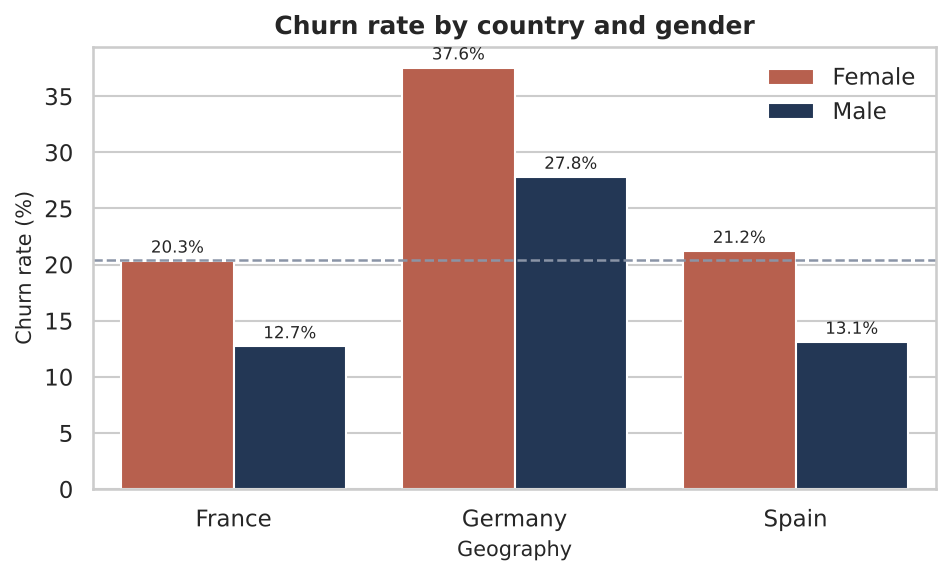 Churn rate by country and gender
37.6%
Female
Male
35
30
27.8%
25
21.2%
20.3%
20
15
12.7%
13.1%
10
5
0
Churn rate (%)
France
Germany
Spain
Geography